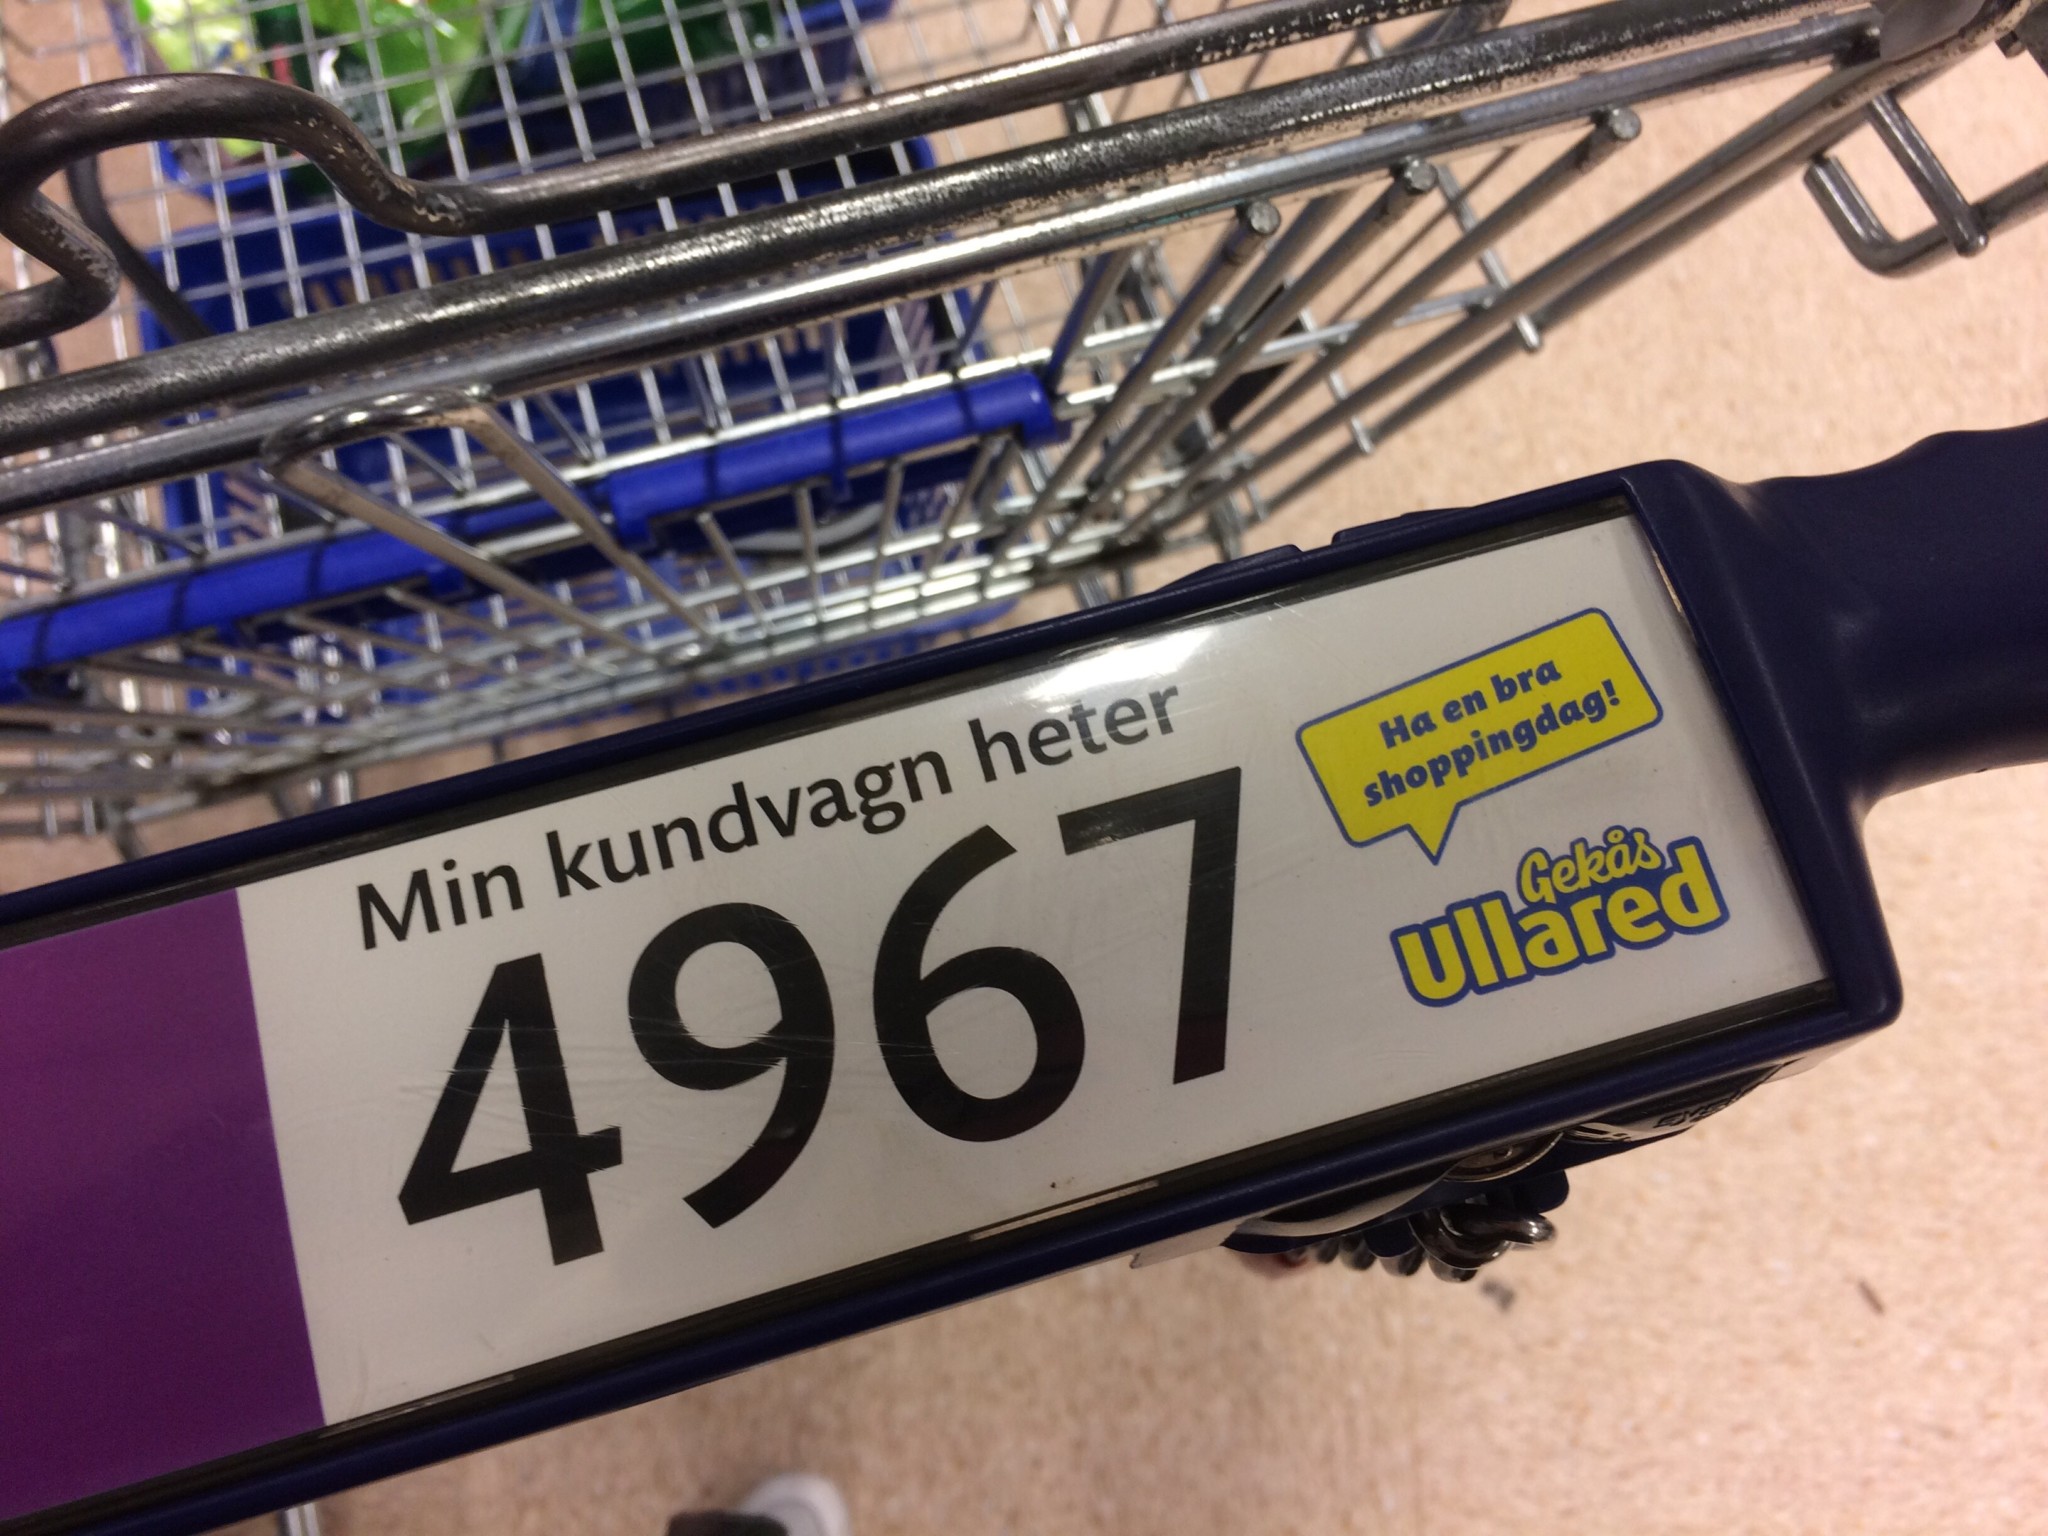 Min kundvagn heter
4967
Ha en bra
shoppingdag!
Gekås
Ullared